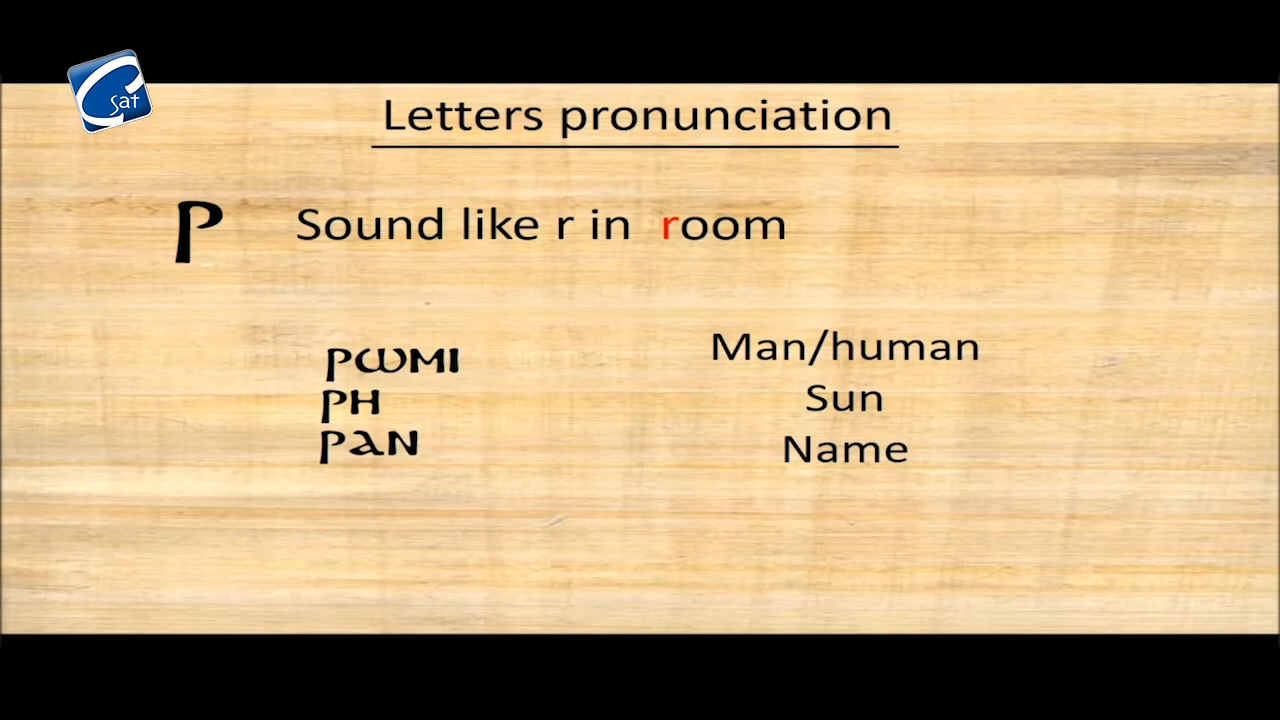 C Sat
Letters pronunciation
Ⲣ Sound like r in room
ⲣⲱⲙⲓ Man/human
ⲣⲏ Sun
ⲣⲁⲛ Name